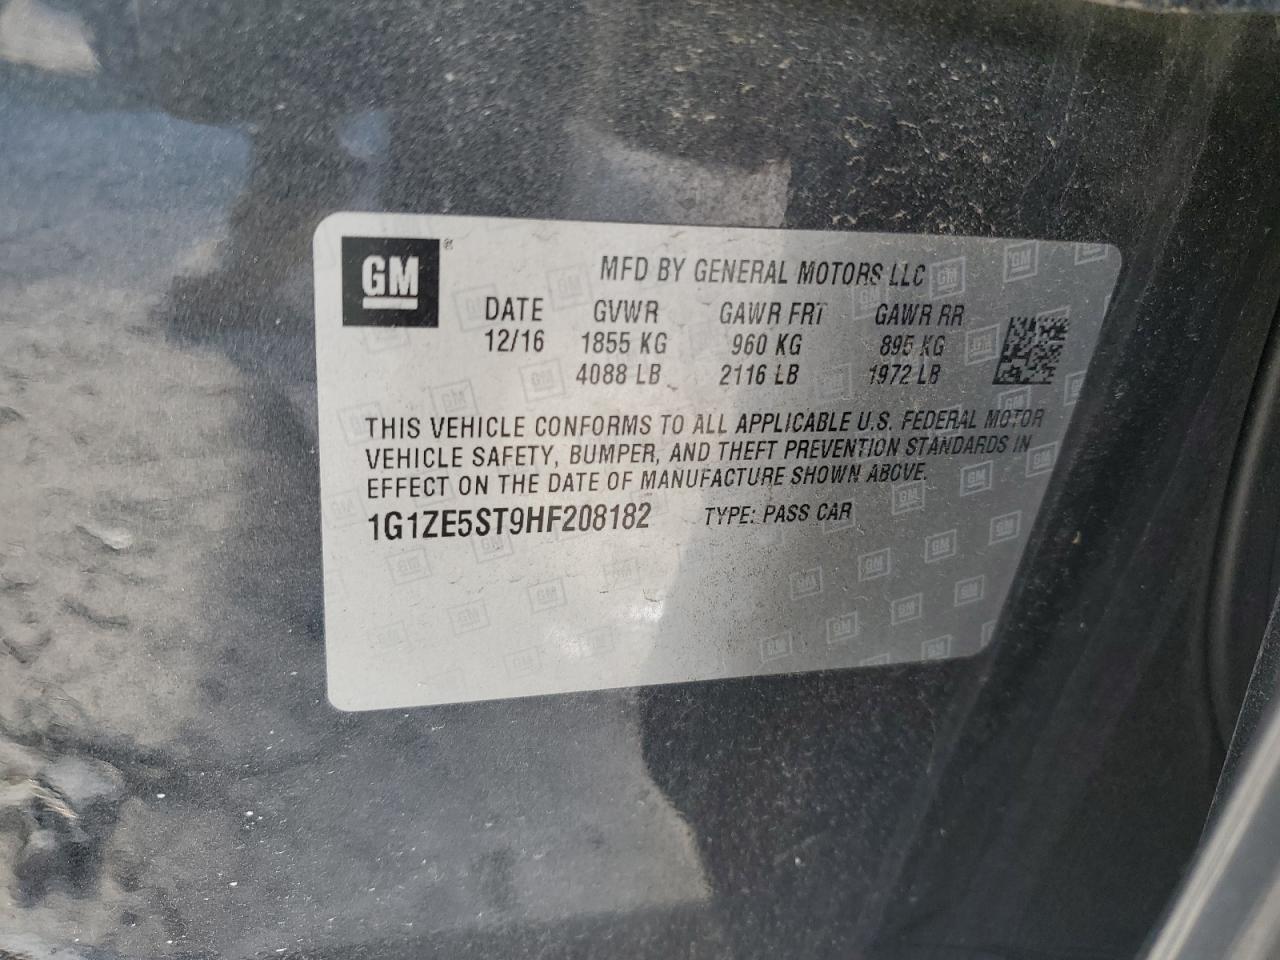 GM ®
MFD BY GENERAL MOTORS LLC
DATE GVWR GAWR FRT GAWR RR
12/16 1855 KG 960 KG 895 KG
4088 LB 2116 LB 1972 LB
THIS VEHICLE CONFORMS TO ALL APPLICABLE U.S. FEDERAL MOTOR
VEHICLE SAFETY, BUMPER, AND THEFT PREVENTION STANDARDS IN
EFFECT ON THE DATE OF MANUFACTURE SHOWN ABOVE.
1G1ZE5ST9HF208182 TYPE: PASS CAR